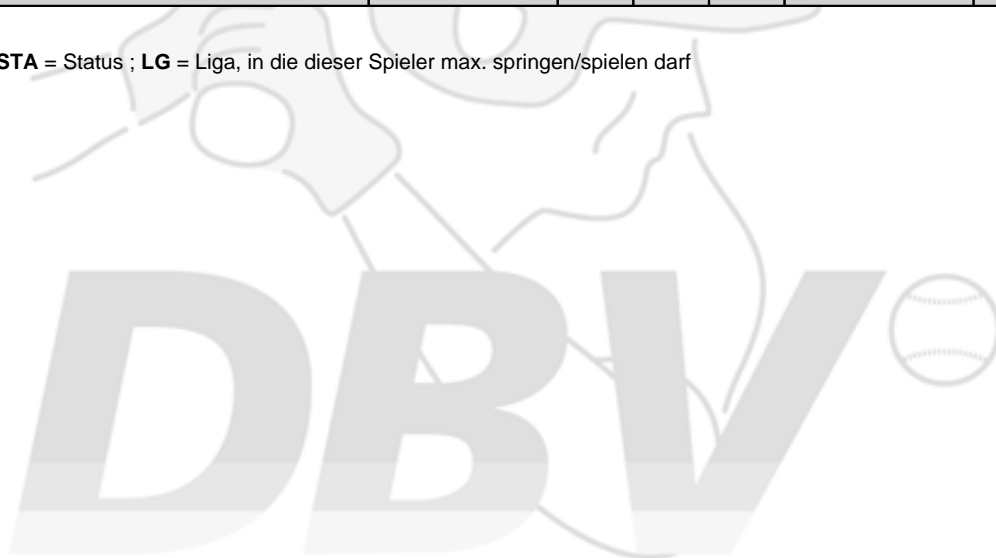 STA = Status ; LG = Liga, in die dieser Spieler max. springen/spielen darf
DBV